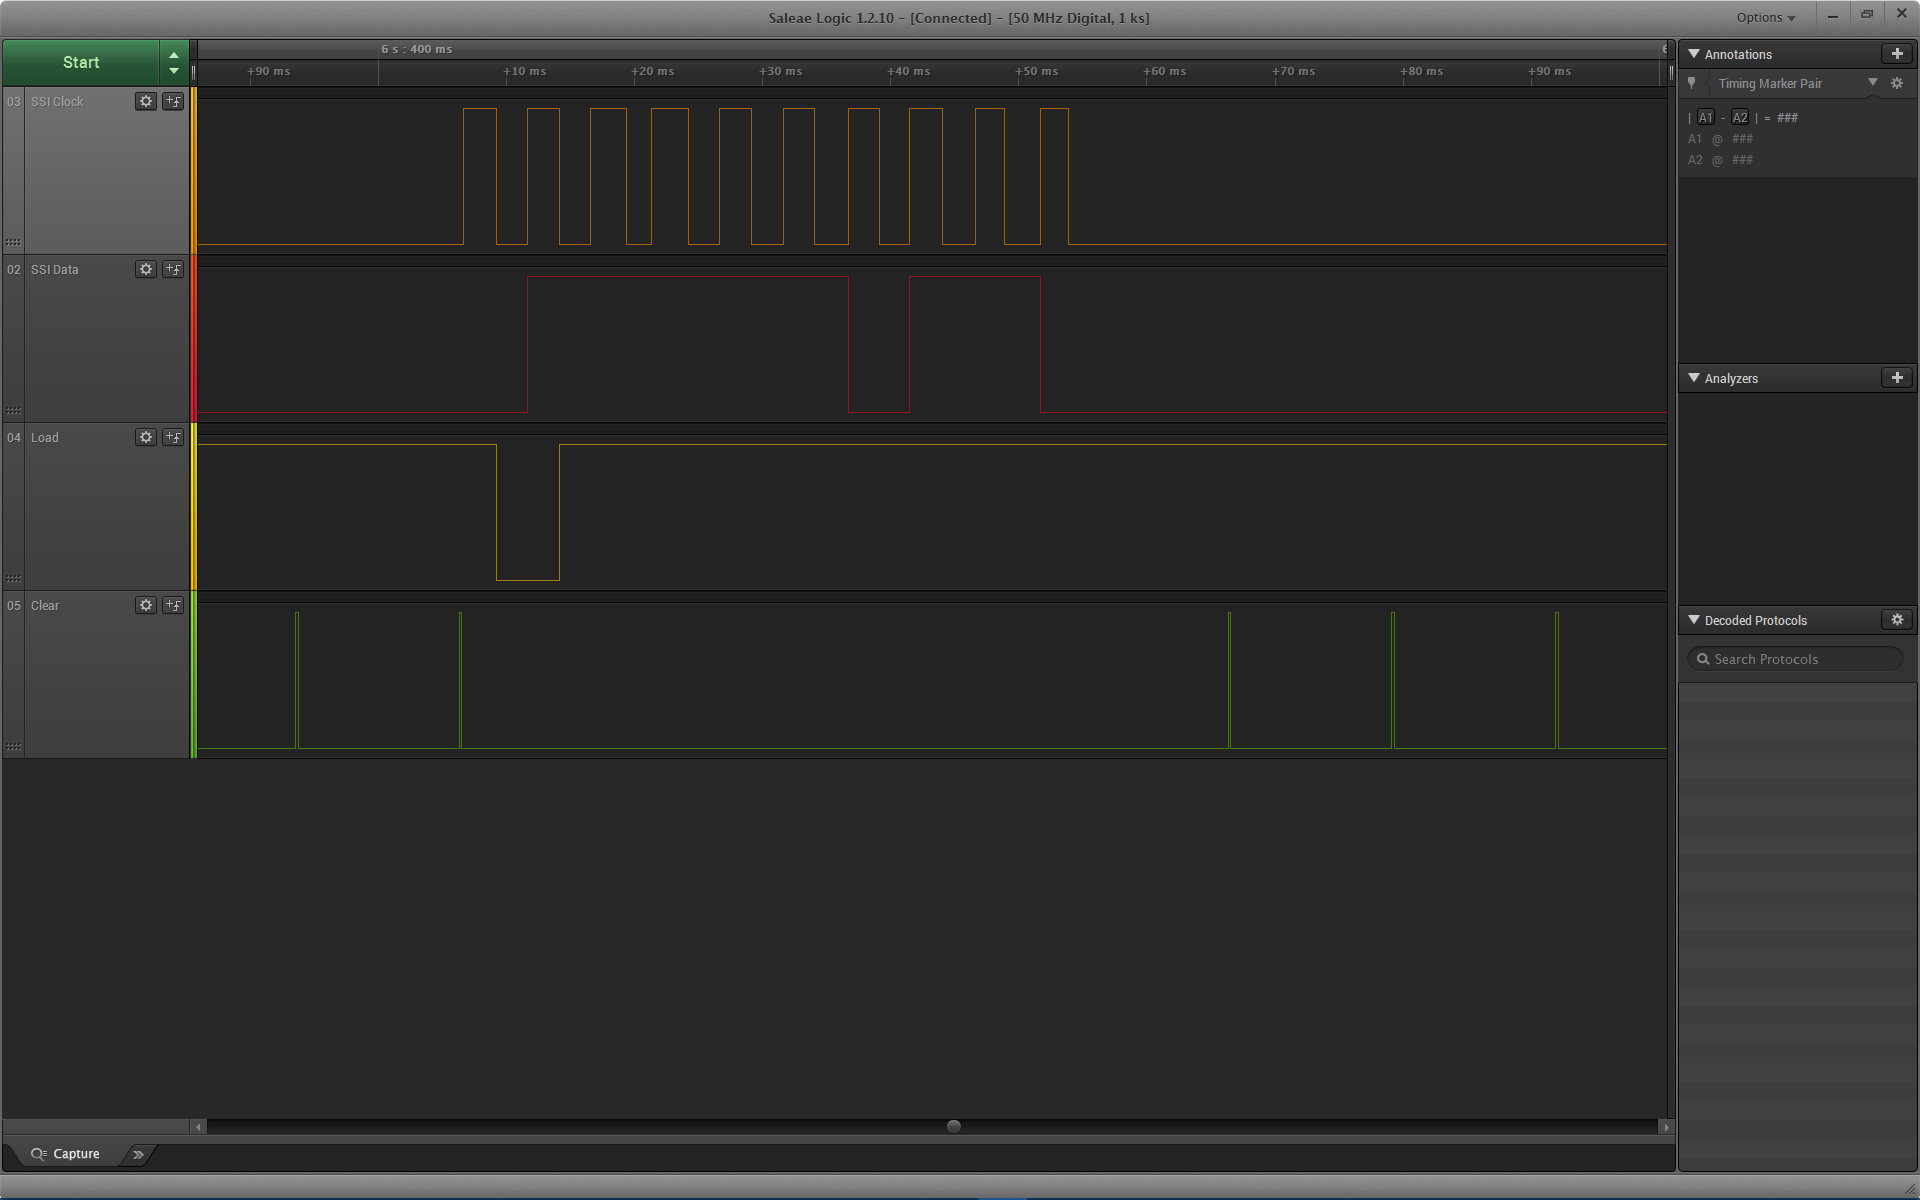 Saleae Logic 1.2.10 - [Connected] - [50 MHz Digital, 1 ks]
Options
Start
6 s : 400 ms
6
+90 ms
+10 ms
+20 ms
+30 ms
+40 ms
+50 ms
+60 ms
+70 ms
+80 ms
+90 ms
03 SSI Clock
02 SSI Data
04 Load
05 Clear
Annotations
Timing Marker Pair
| A1 - A2 | = ###
A1 @ ###
A2 @ ###
Analyzers
Decoded Protocols
Search Protocols
Capture